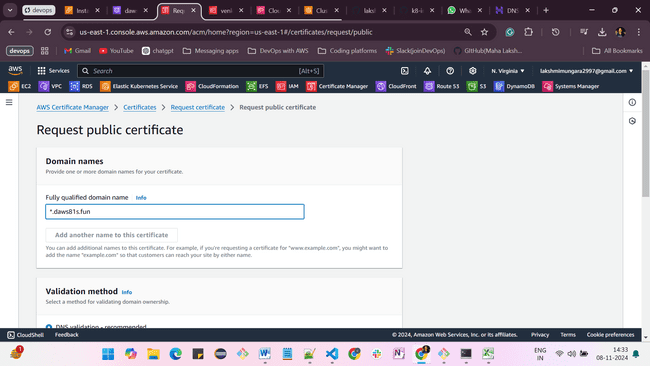 devops
Insta
daws
Requ
veni
Clou
Clus
laksh
k8-i
What
DNS
us-east-1.console.aws.amazon.com/acm/home?region=us-east-1#/certificates/request/public
devops
Gmail
YouTube
chatgpt
Messaging apps
DevOps with AWS
Coding platforms
Slack(joinDevOps)
GitHub(Maha Laksh...
All Bookmarks
aws
Services
Search
[Alt+S]
N. Virginia
lakshmimungara2997@gmail.com
EC2
VPC
RDS
Elastic Kubernetes Service
CloudFormation
EFS
IAM
Certificate Manager
CloudFront
Route 53
S3
DynamoDB
Systems Manager
AWS Certificate Manager
Certificates
Request certificate
Request public certificate
Request public certificate
Domain names
Provide one or more domain names for your certificate.
Fully qualified domain name Info
*.daws81s.fun
Add another name to this certificate
You can add additional names to this certificate. For example, if you're requesting a certificate for "www.example.com", you might want to
add the name "example.com" so that customers can reach your site by either name.
Validation method Info
Select a method for validating domain ownership.
DNS validation - recommended
CloudShell
Feedback
© 2024, Amazon Web Services, Inc. or its affiliates.
Privacy
Terms
Cookie preferences
ENG
IN
14:33
08-11-2024